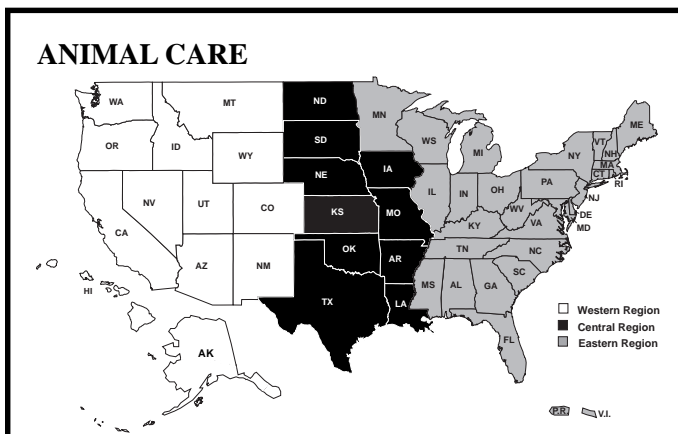 ANIMAL CARE
WA
MT
ND
MN
ME
OR
ID
SD
WS
MI
VT
NH
NY
MA
CT
RI
WY
NE
IA
PA
NJ
NV
UT
CO
KS
MO
IL
IN
OH
WV
VA
DE
MD
CA
KY
AZ
NM
OK
AR
TN
NC
SC
HI
TX
LA
MS
AL
GA
FL
AK
Western Region
Central Region
Eastern Region
P.R.
V.I.